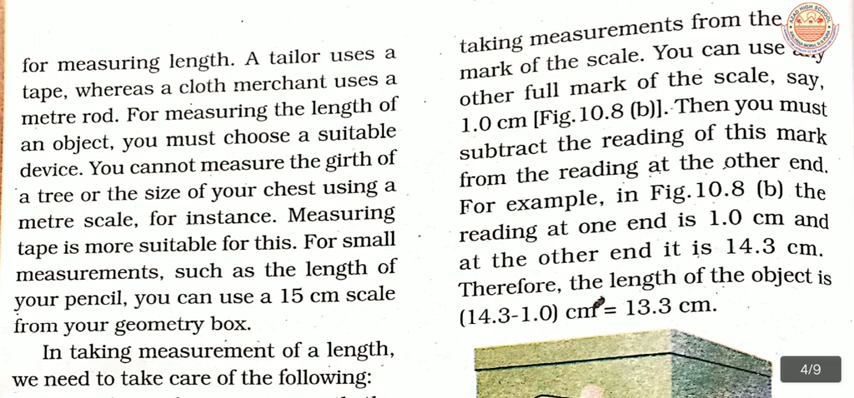 for measuring length. A tailor uses a
tape, whereas a cloth merchant uses a
metre rod. For measuring the length of
an object, you must choose a suitable
device. You cannot measure the girth of
a tree or the size of your chest using a
metre scale, for instance. Measuring
tape is more suitable for this. For small
measurements, such as the length of
your pencil, you can use a 15 cm scale
from your geometry box.
In taking measurement of a length,
we need to take care of the following:
taking measurements from the
mark of the scale. You can use any
other full mark of the scale, say,
1.0 cm [Fig.10.8 (b)]. Then you must
subtract the reading of this mark
from the reading at the other end.
For example, in Fig.10.8 (b) the
reading at one end is 1.0 cm and
at the other end it is 14.3 cm.
Therefore, the length of the object is
(14.3-1.0) cm = 13.3 cm.
AZAD HIGH SCHOOL
4/9